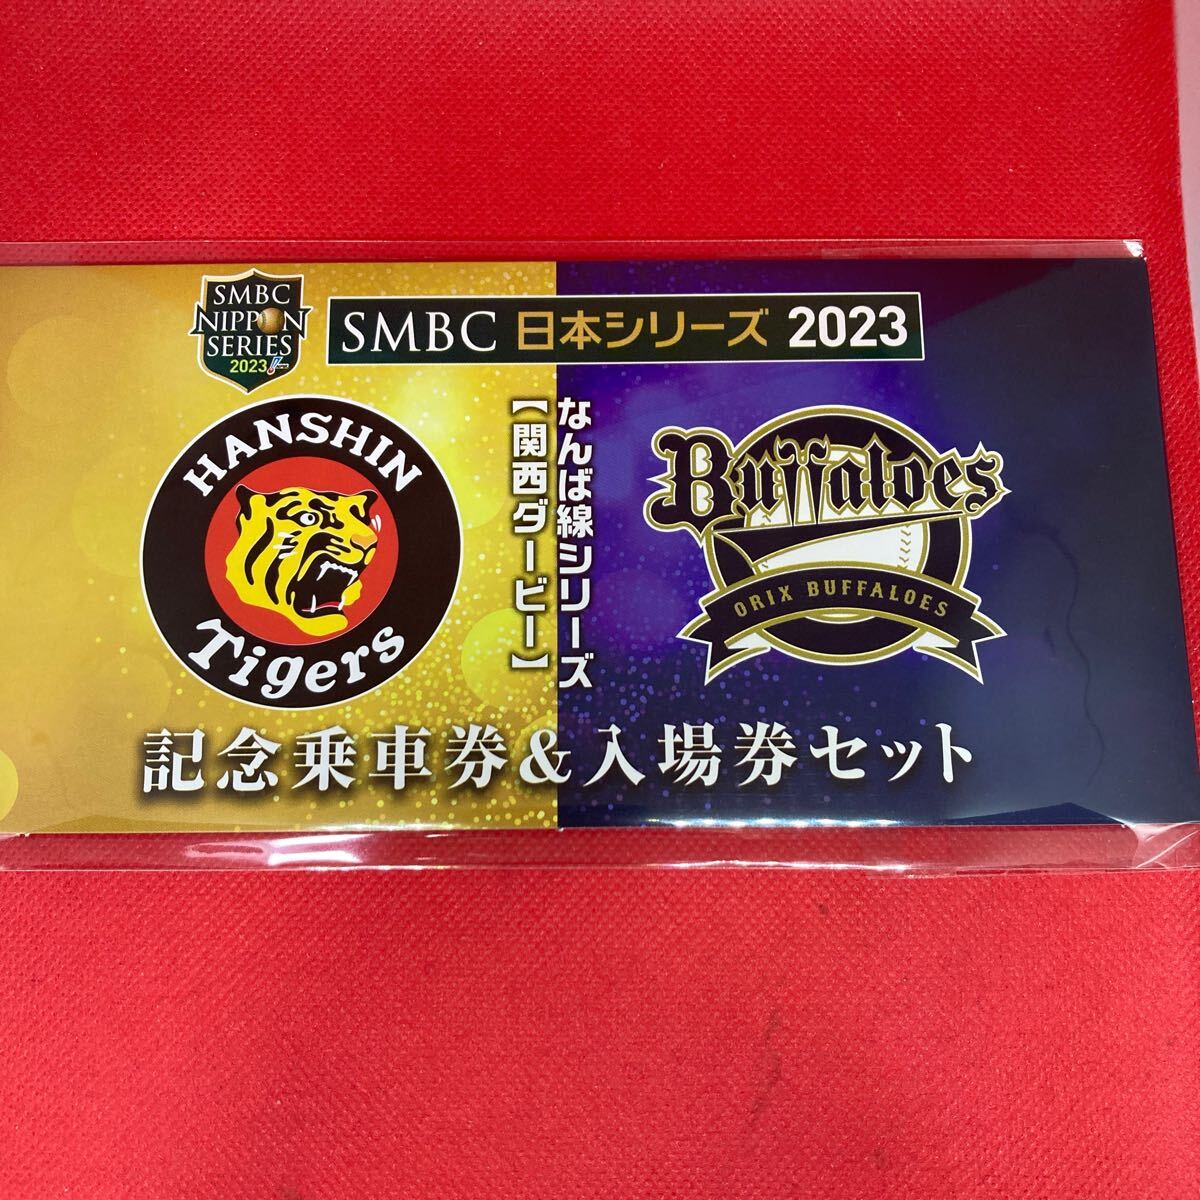 SMBC
NIPPON
SERIES
2023
SMBC 日本シリーズ 2023
HANSHIN
Tigers
なんば線シリーズ
【関西ダービー】
Buffaloes
ORIX BUFFALOES
記念乗車券&入場券セット